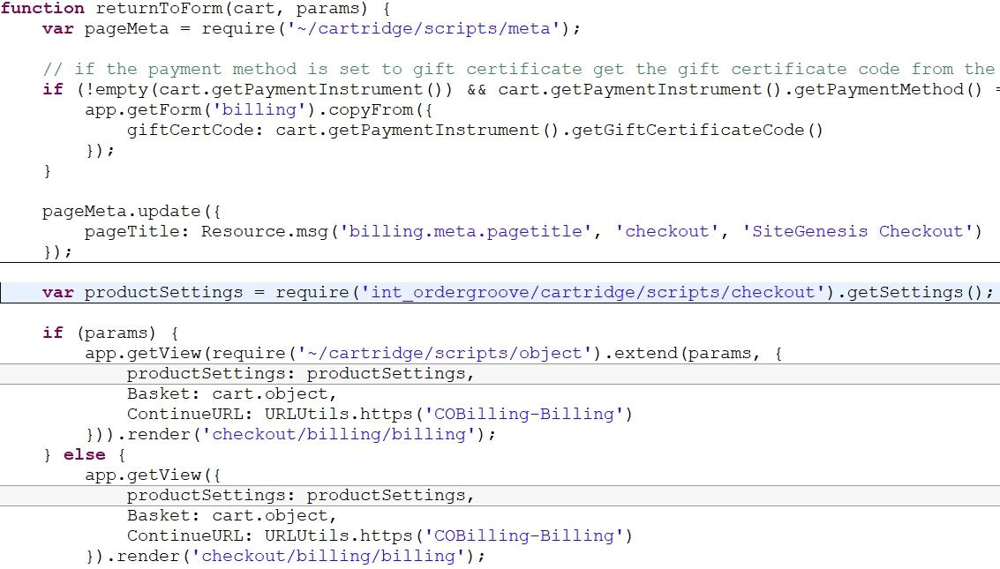 function returnToForm(cart, params) {
    var pageMeta = require('~/cartridge/scripts/meta');
    // if the payment method is set to gift certificate get the gift certificate code from the
    if (!empty(cart.getPaymentInstrument()) && cart.getPaymentInstrument().getPaymentMethod() =
        app.getForm('billing').copyFrom({
            giftCertCode: cart.getPaymentInstrument().getGiftCertificateCode()
        });
    }
    pageMeta.update({
        pageTitle: Resource.msg('billing.meta.pagetitle', 'checkout', 'SiteGenesis Checkout')
    });
    var productSettings = require('int_ordergroove/cartridge/scripts/checkout').getSettings();
    if (params) {
        app.getView(require('~/cartridge/scripts/object').extend(params, {
            productSettings: productSettings,
            Basket: cart.object,
            ContinueURL: URLUtils.https('COBilling-Billing')
        })).render('checkout/billing/billing');
    } else {
        app.getView({
            productSettings: productSettings,
            Basket: cart.object,
            ContinueURL: URLUtils.https('COBilling-Billing')
        }).render('checkout/billing/billing');